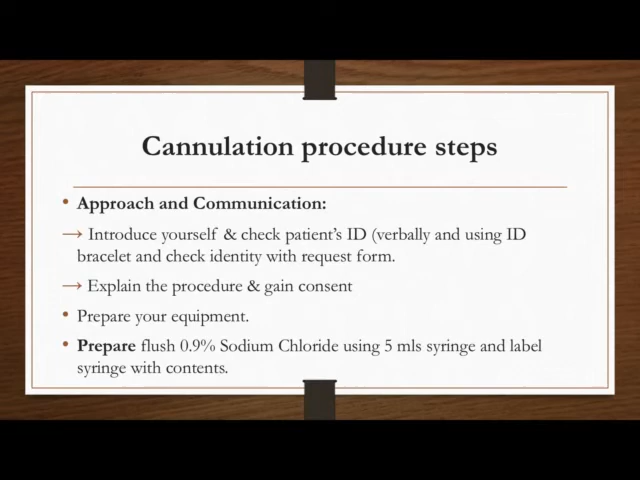 Cannulation procedure steps
• Approach and Communication:
→ Introduce yourself & check patient's ID (verbally and using ID
bracelet and check identity with request form.
→ Explain the procedure & gain consent
• Prepare your equipment.
• Prepare flush 0.9% Sodium Chloride using 5 mls syringe and label
syringe with contents.